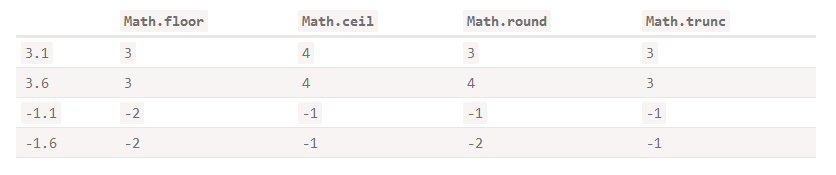 Math.floor Math.ceil Math.round Math.trunc
3.1 3 4 3 3
3.6 3 4 4 3
-1.1 -2 -1 -1 -1
-1.6 -2 -1 -2 -1